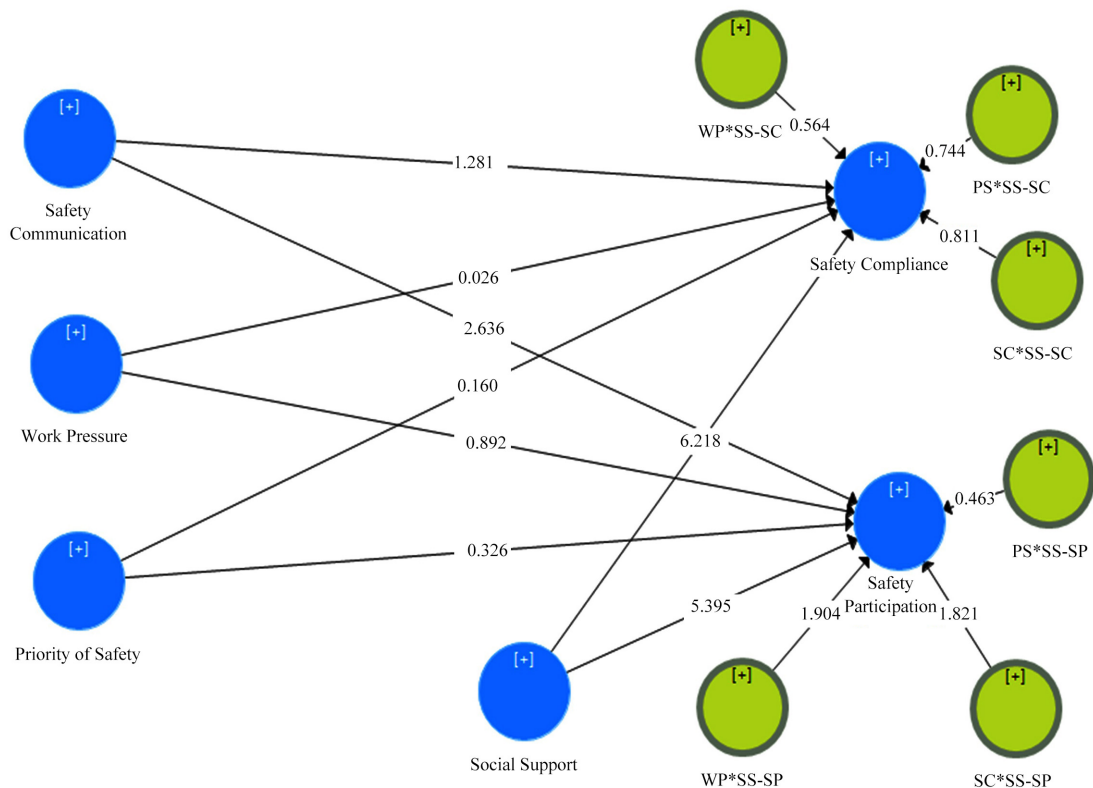 [+]
WP*SS-SC
0.564
[+]
0.744
PS*SS-SC
[+]
Safety
Communication
1.281
[+]
Safety Compliance
0.811
[+]
SC*SS-SC
[+]
Work Pressure
0.026
2.636
0.160
0.892
6.218
[+]
Priority of Safety
0.326
[+]
Safety
Participation
0.463
[+]
PS*SS-SP
5.395
1.904
1.821
[+]
Social Support
[+]
WP*SS-SP
[+]
SC*SS-SP